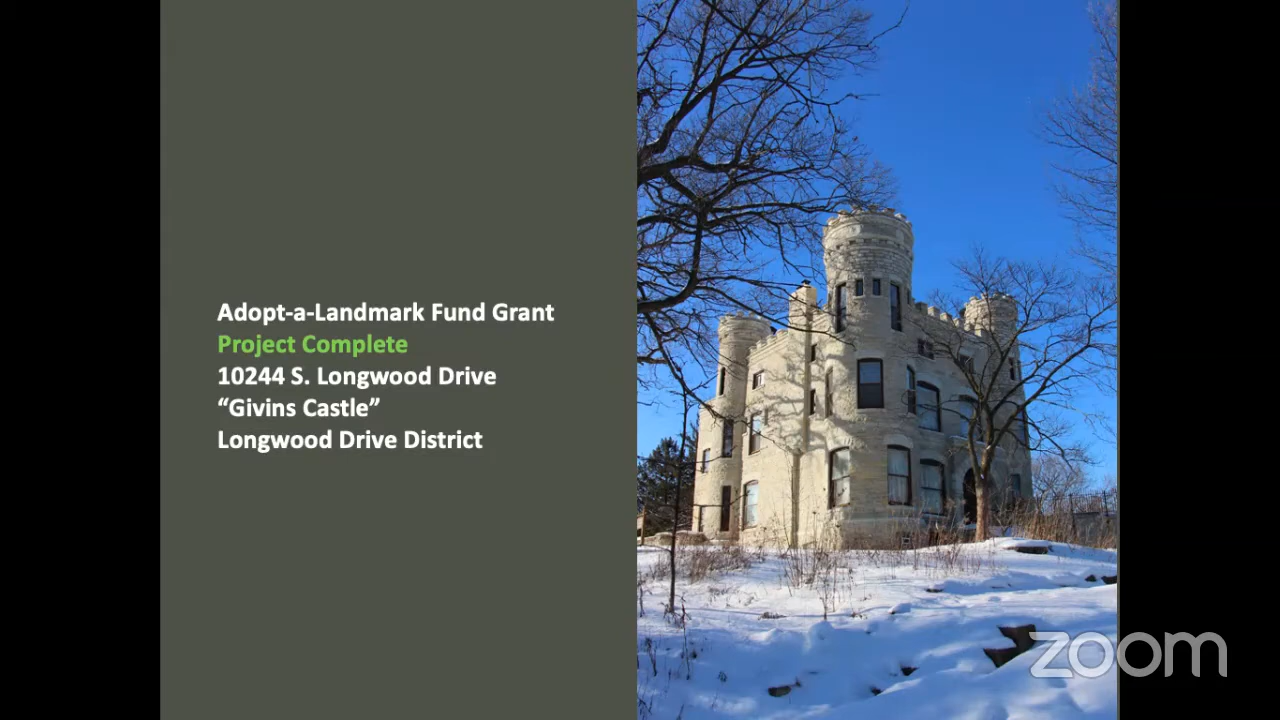 Adopt-a-Landmark Fund Grant
Project Complete
10244 S. Longwood Drive
“Givins Castle”
Longwood Drive District
zoom